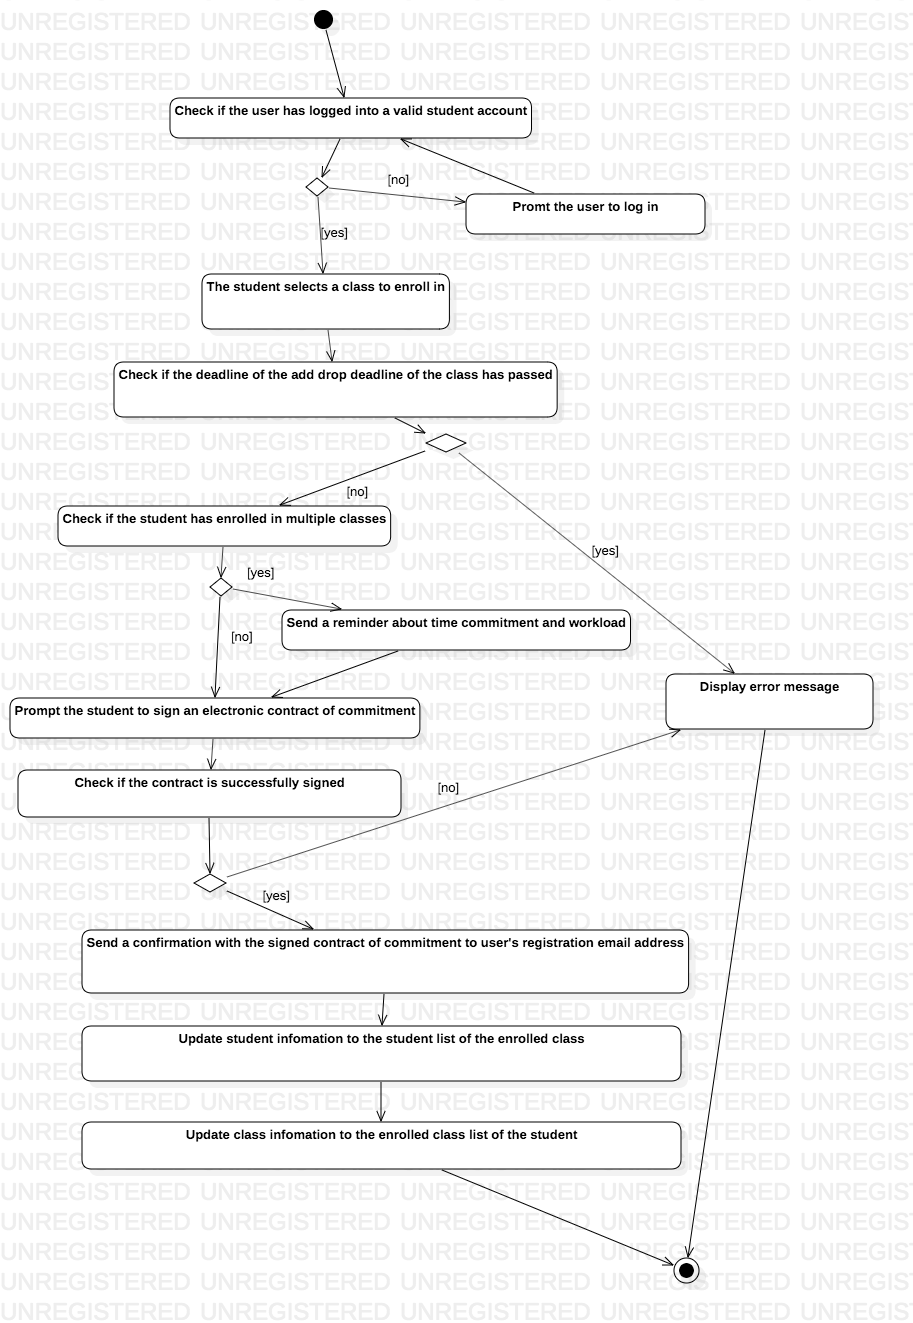 Check if the user has logged into a valid student account
[no]
Promt the user to log in
[yes]
The student selects a class to enroll in
Check if the deadline of the add drop deadline of the class has passed
[no]
Check if the student has enrolled in multiple classes
[yes]
[yes]
Send a reminder about time commitment and workload
[no]
Display error message
Prompt the student to sign an electronic contract of commitment
Check if the contract is successfully signed
[no]
[yes]
Send a confirmation with the signed contract of commitment to user's registration email address
Update student infomation to the student list of the enrolled class
Update class infomation to the enrolled class list of the student
UNREGISTERED